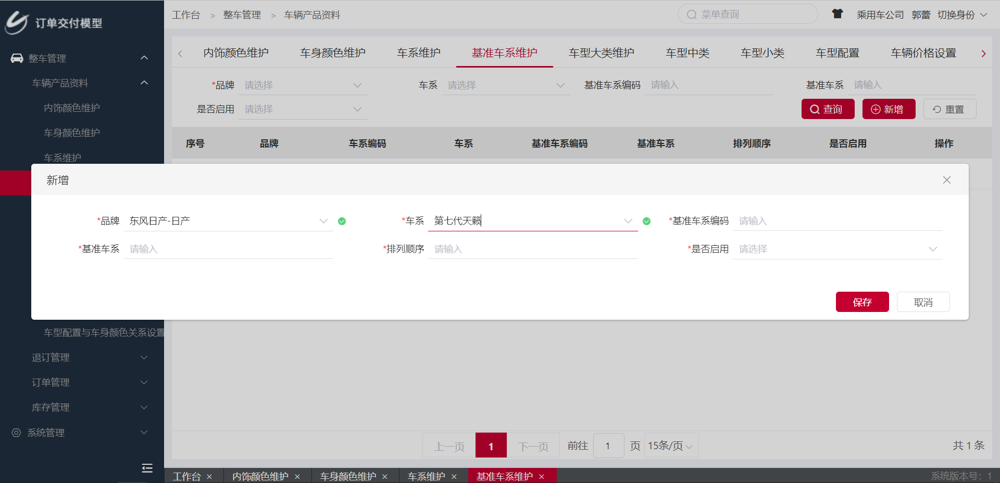 订单交付模型
工作台 > 整车管理 > 车辆产品资料
菜单查询
乘用车公司 郭蕾 切换身份
整车管理
车辆产品资料
内饰颜色维护
车身颜色维护
车系维护
车型配置与车身颜色关系设置
退订管理
订单管理
库存管理
系统管理
内饰颜色维护 车身颜色维护 车系维护 基准车系维护 车型大类维护 车型中类 车型小类 车型配置 车辆价格设置
*品牌 请选择 车系 请选择 基准车系编码 请输入 基准车系 请输入
是否启用 请选择 查询 新增 重置
序号 品牌 车系编码 车系 基准车系编码 基准车系 排列顺序 是否启用 操作
新增
*品牌 东风日产-日产 *车系 第七代天籁 *基准车系编码 请输入
*基准车系 请输入 *排列顺序 请输入 *是否启用 请选择
保存 取消
上一页 1 下一页 前往 1 页 15条/页 共 1 条
工作台 × 内饰颜色维护 × 车身颜色维护 × 车系维护 × 基准车系维护 × 系统版本号：1